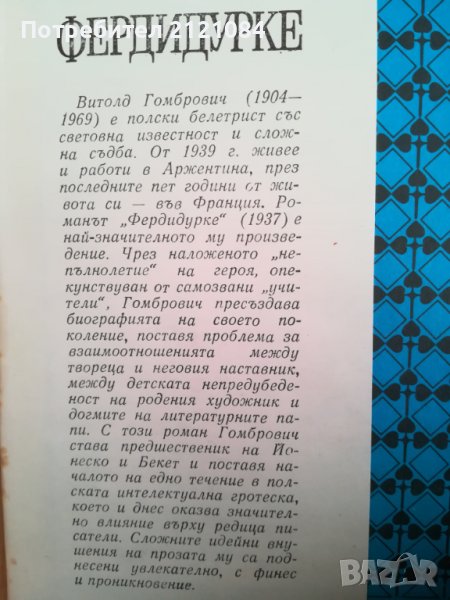 Потребител 2121084
ФЕРДИДУРКЕ
Витолд Гомбрович (1904—
1969) е полски белетрист със
световна известност и слож-
на съдба. От 1939 г. живее
и работи в Аржентина, през
последните пет години от жи-
вота си — във Франция. Ро-
манът „Фердидурке“ (1937) е
най-значителното му произве-
дение. Чрез наложеното „не-
пълнолетие“ на героя, опе-
кунствуван от самозвани „учи-
тели“, Гомбрович пресъздава
биографията на своето по-
коление, поставя проблема за
взаимоотношенията между
твореца и неговия наставник,
между детската непредубеде-
ност на родения художник и
догмите на литературните па-
пи. С този роман Гомбрович
става предшественик на Йо-
неско и Бекет и поставя на-
чалото на едно течение в пол-
ската интелектуална гротеска,
което и днес оказва значител-
но влияние върху редица пи-
сатели. Сложните идейни вну-
шения на прозата му са под-
несени увлекателно, с финес
и проникновение.
BAZAR
bg